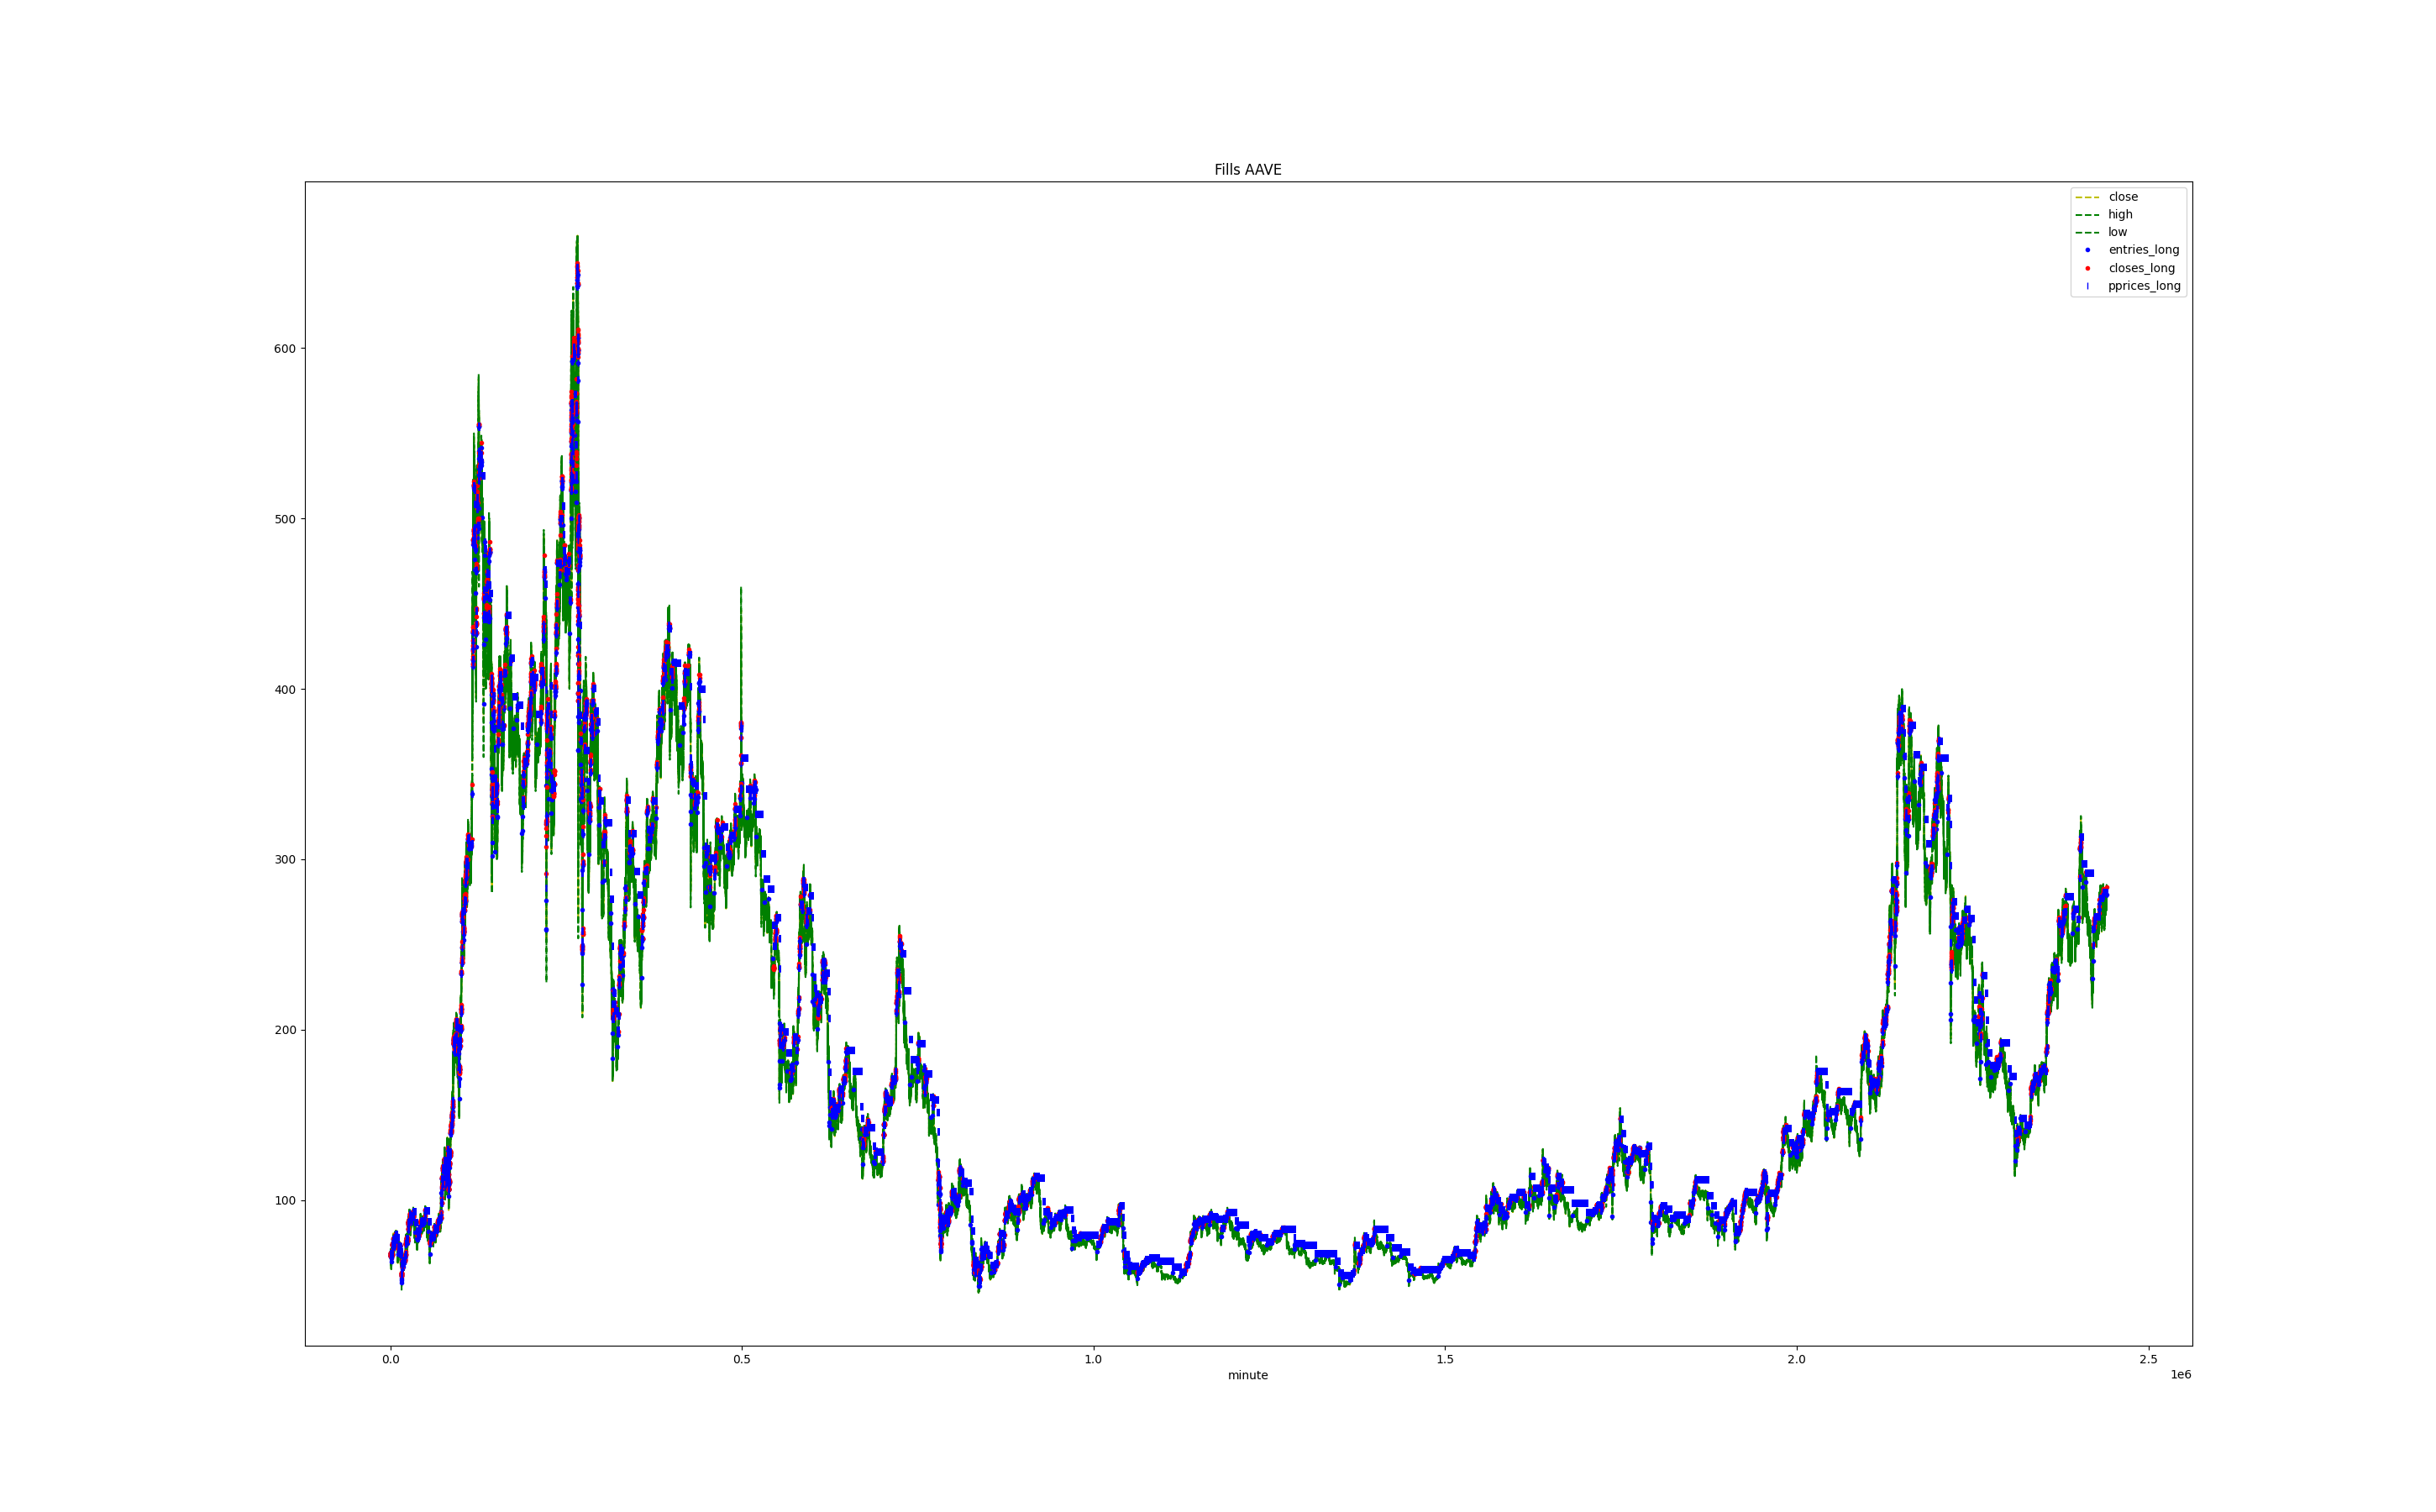 Fills AAVE
close
high
low
entries_long
closes_long
pprices_long
600
500
400
300
200
100
0.0 0.5 1.0 1.5 2.0 2.5
minute
1e6